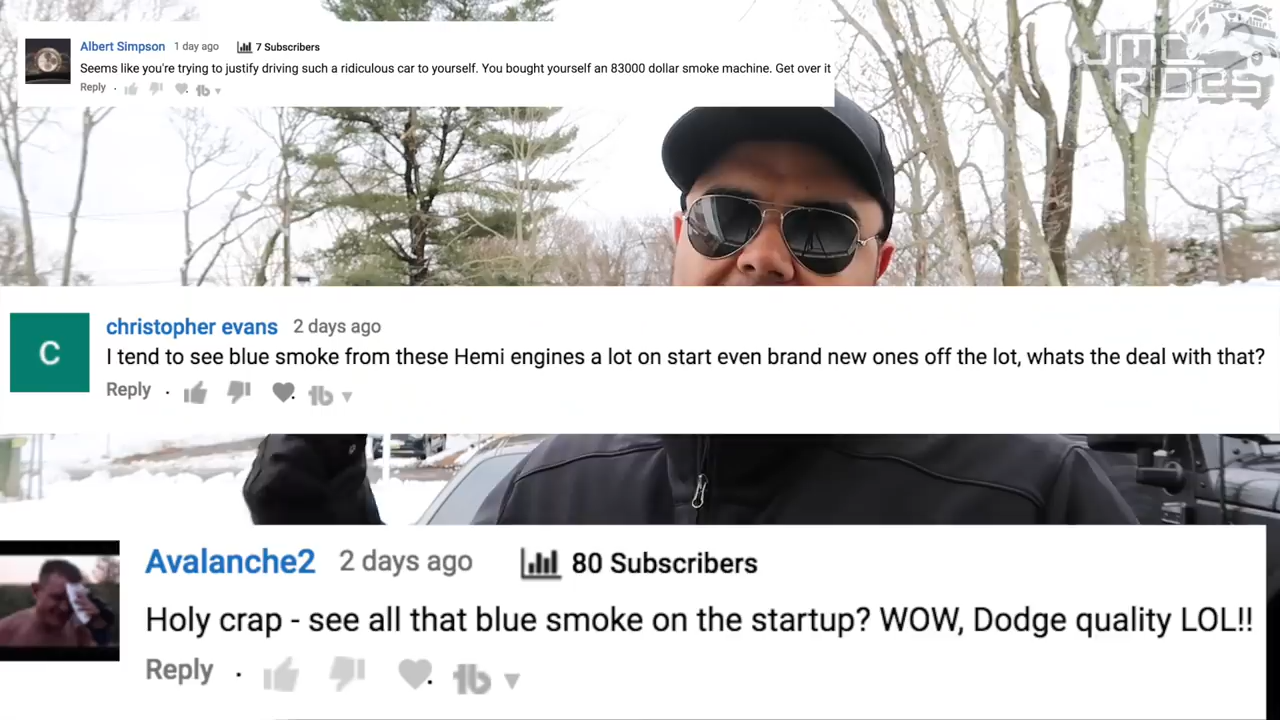 JMC
RIDES
Albert Simpson 1 day ago 7 Subscribers
Seems like you're trying to justify driving such a ridiculous car to yourself. You bought yourself an 83000 dollar smoke machine. Get over it
Reply
C
christopher evans 2 days ago
I tend to see blue smoke from these Hemi engines a lot on start even brand new ones off the lot, whats the deal with that?
Reply
Avalanche2 2 days ago 80 Subscribers
Holy crap - see all that blue smoke on the startup? WOW, Dodge quality LOL!!
Reply